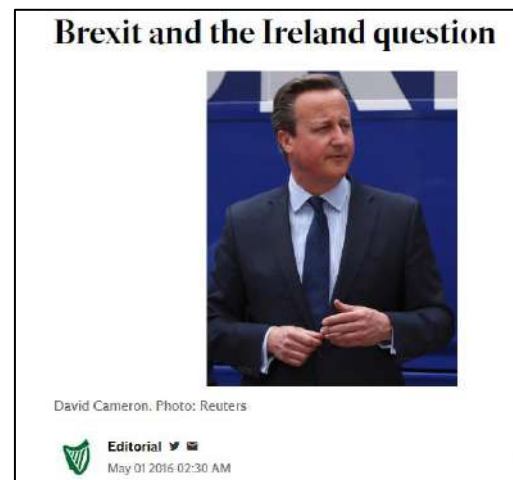 Brexit and the Ireland question
David Cameron. Photo: Reuters
Editorial
May 01 2016 02:30 AM